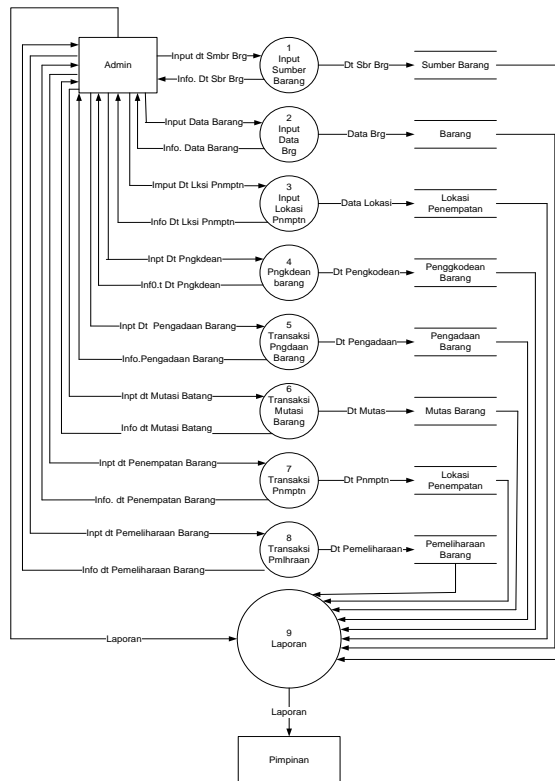 Admin
Input dt Smbr Brg
Info. Dt Sbr Brg
1
Input
Sumber
Barang
Dt Sbr Brg
Sumber Barang
Input Data Barang
Info. Data Barang
2
Input
Data
Brg
Data Brg
Barang
Imput Dt Lksi Pnmptn
Info Dt Lksi Pnmptn
3
Input
Lokasi
Pnmptn
Data Lokasi
Lokasi
Penempatan
Inpt Dt Pngkdean
Inf0.t Dt Pngkdean
4
Pngkdean
barang
Dt Pengkodean
Penggkodean
Barang
Inpt Dt  Pengadaan Barang
Info.Pengadaan Barang
5
Transaksi
Pngdaan
Barang
Dt Pengadaan
Pengadaan
Barang
Inpt dt Mutasi Batang
Info dt Mutasi Batang
6
Transaksi
Mutasi
Barang
Dt Mutas
Mutas Barang
Inpt dt Penempatan Barang
Info. dt Penempatan Barang
7
Transaksi
Pnmptn
Dt Pnmptn
Lokasi
Penempatan
Inpt dt Pemeliharaan Barang
Info dt Pemeliharaan Barang
8
Transaksi
Pmlhraan
Dt Pemeliharaan
Pemeliharaan
Barang
Laporan
9
Laporan
Laporan
Pimpinan